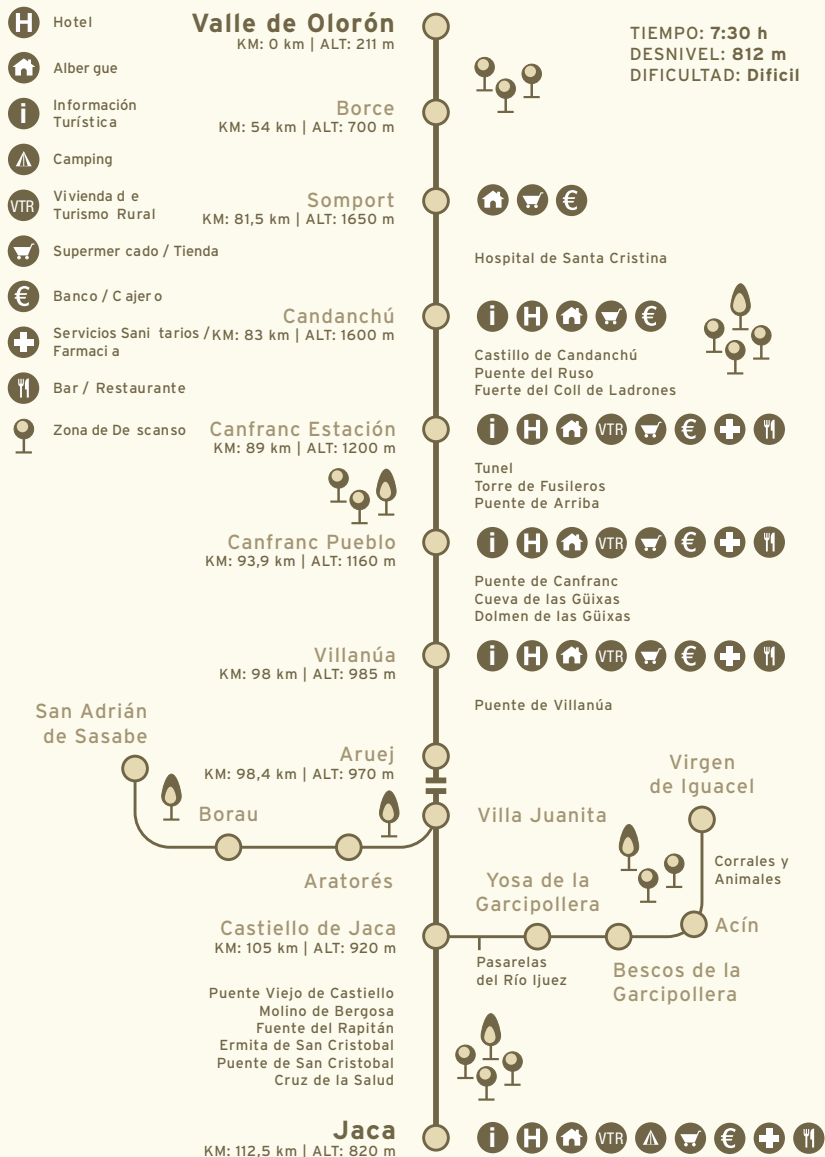 H Hotel
Alber gue
i Información
Turística
Camping
VTR Vivienda d e
Turismo Rural
Supermer cado / Tienda
€ Banco / C ajer o
Servicios Sani tarios /
Farmaci a
Bar / Restaurante
Zona de De scanso
Valle de Olorón
KM: 0 km | ALT: 211 m
TIEMPO: 7:30 h
DESNIVEL: 812 m
DIFICULTAD: Dificil
Borce
KM: 54 km | ALT: 700 m
Somport
KM: 81,5 km | ALT: 1650 m
€
Hospital de Santa Cristina
Candanchú
KM: 83 km | ALT: 1600 m
i H €
Castillo de Candanchú
Puente del Ruso
Fuerte del Coll de Ladrones
Canfranc Estación
KM: 89 km | ALT: 1200 m
i H VTR €
Tunel
Torre de Fusileros
Puente de Arriba
Canfranc Pueblo
KM: 93,9 km | ALT: 1160 m
i H VTR €
Puente de Canfranc
Cueva de las Güixas
Dolmen de las Güixas
Villanúa
KM: 98 km | ALT: 985 m
i H VTR €
Puente de Villanúa
San Adrián
de Sasabe
Aruej
KM: 98,4 km | ALT: 970 m
Borau
Aratorés
Villa Juanita
Virgen
de Iguacel
Corrales y
Animales
Yosa de la
Garcipollera
Acín
Castiello de Jaca
KM: 105 km | ALT: 920 m
Pasarelas
del Río Ijuez
Bescos de la
Garcipollera
Puente Viejo de Castiello
Molino de Bergosa
Fuente del Rapitán
Ermita de San Cristobal
Puente de San Cristobal
Cruz de la Salud
Jaca
KM: 112,5 km | ALT: 820 m
i H VTR €